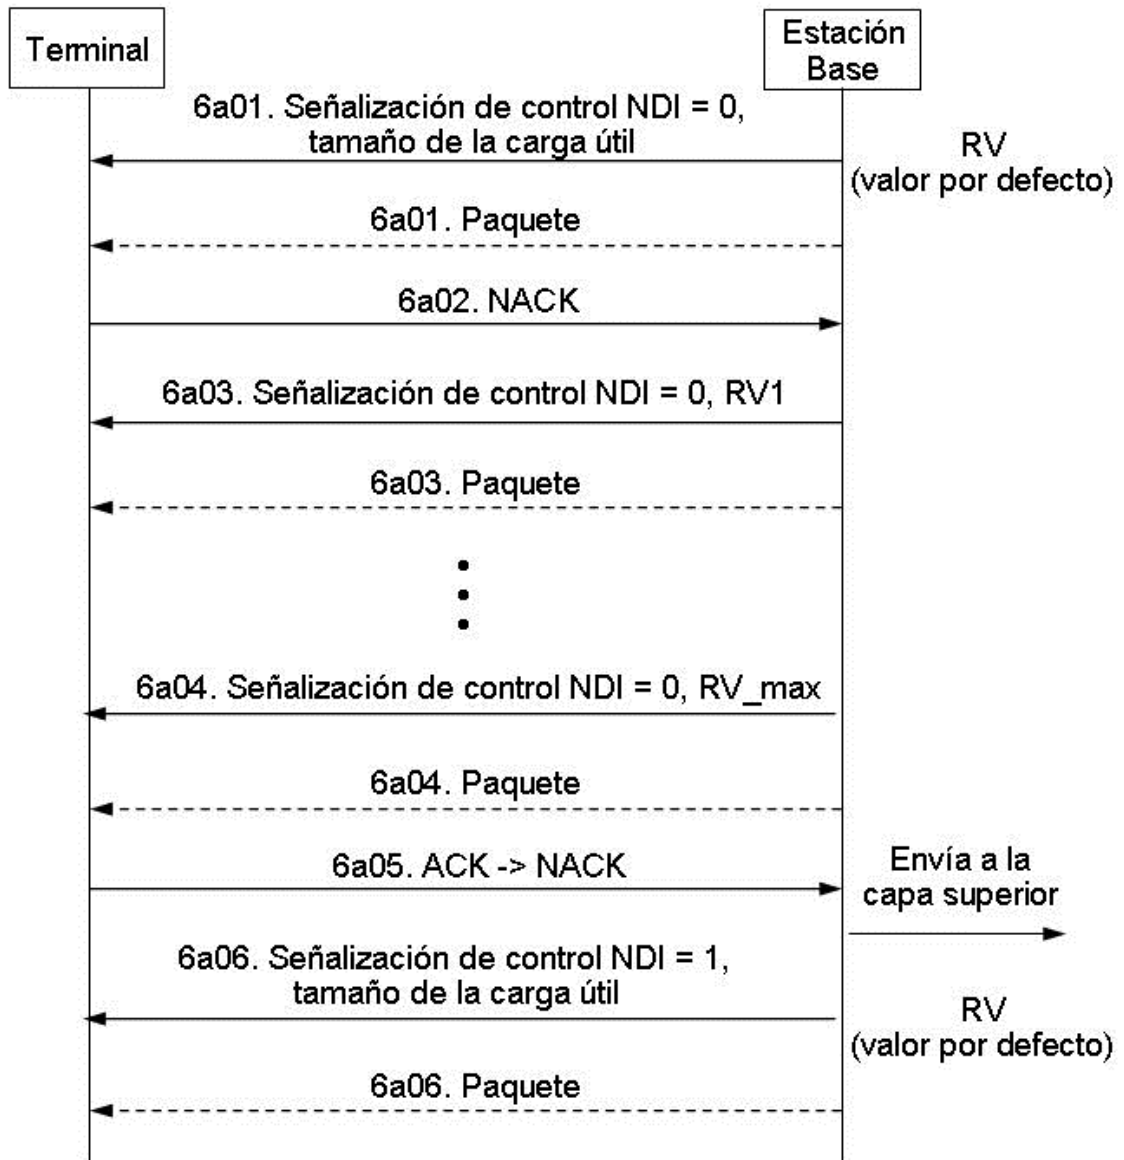 Terminal
Estación
Base
6a01. Señalización de control NDI = 0,
tamaño de la carga útil
RV
(valor por defecto)
6a01. Paquete
6a02. NACK
6a03. Señalización de control NDI = 0, RV1
6a03. Paquete
6a04. Señalización de control NDI = 0, RV_max
6a04. Paquete
6a05. ACK -> NACK
Envía a la
capa superior
6a06. Señalización de control NDI = 1,
tamaño de la carga útil
RV
(valor por defecto)
6a06. Paquete